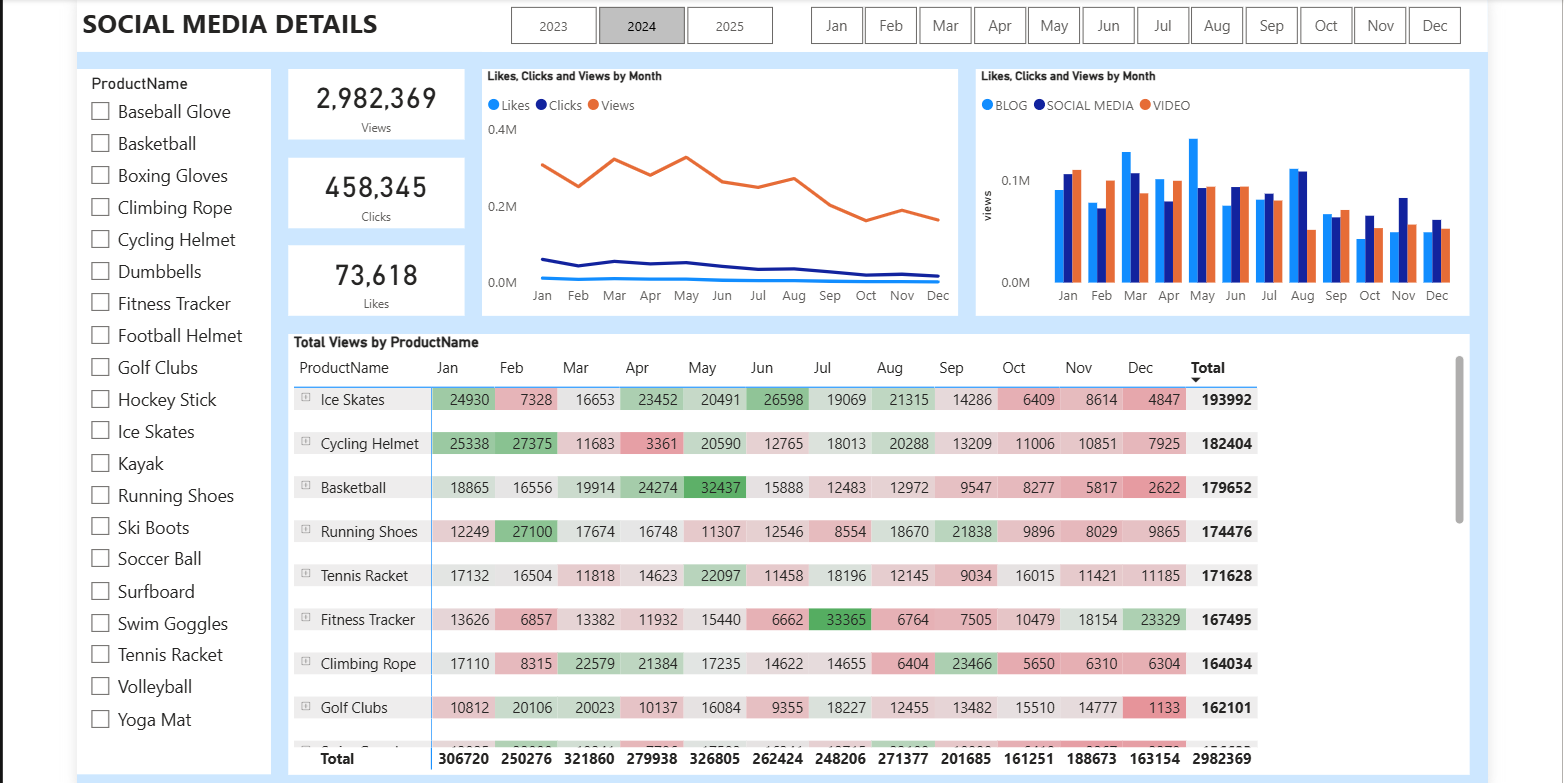 SOCIAL MEDIA DETAILS
2023 2024 2025 Jan Feb Mar Apr May Jun Jul Aug Sep Oct Nov Dec
ProductName
Baseball Glove
Basketball
Boxing Gloves
Climbing Rope
Cycling Helmet
Dumbbells
Fitness Tracker
Football Helmet
Golf Clubs
Hockey Stick
Ice Skates
Kayak
Running Shoes
Ski Boots
Soccer Ball
Surfboard
Swim Goggles
Tennis Racket
Volleyball
Yoga Mat
2,982,369
Views
458,345
Clicks
73,618
Likes
Likes, Clicks and Views by Month
Likes Clicks Views
0.4M
0.2M
0.0M
Jan Feb Mar Apr May Jun Jul Aug Sep Oct Nov Dec
Likes, Clicks and Views by Month
BLOG SOCIAL MEDIA VIDEO
views
0.1M
0.0M
Jan Feb Mar Apr May Jun Jul Aug Sep Oct Nov Dec
Total Views by ProductName
ProductName Jan Feb Mar Apr May Jun Jul Aug Sep Oct Nov Dec Total
Ice Skates 24930 7328 16653 23452 20491 26598 19069 21315 14286 6409 8614 4847 193992
Cycling Helmet 25338 27375 11683 3361 20590 12765 18013 20288 13209 11006 10851 7925 182404
Basketball 18865 16556 19914 24274 32437 15888 12483 12972 9547 8277 5817 2622 179652
Running Shoes 12249 27100 17674 16748 11307 12546 8554 18670 21838 9896 8029 9865 174476
Tennis Racket 17132 16504 11818 14623 22097 11458 18196 12145 9034 16015 11421 11185 171628
Fitness Tracker 13626 6857 13382 11932 15440 6662 33365 6764 7505 10479 18154 23329 167495
Climbing Rope 17110 8315 22579 21384 17235 14622 14655 6404 23466 5650 6310 6304 164034
Golf Clubs 10812 20106 20023 10137 16084 9355 18227 12455 13482 15510 14777 1133 162101
Total 306720 250276 321860 279938 326805 262424 248206 271377 201685 161251 188673 163154 2982369